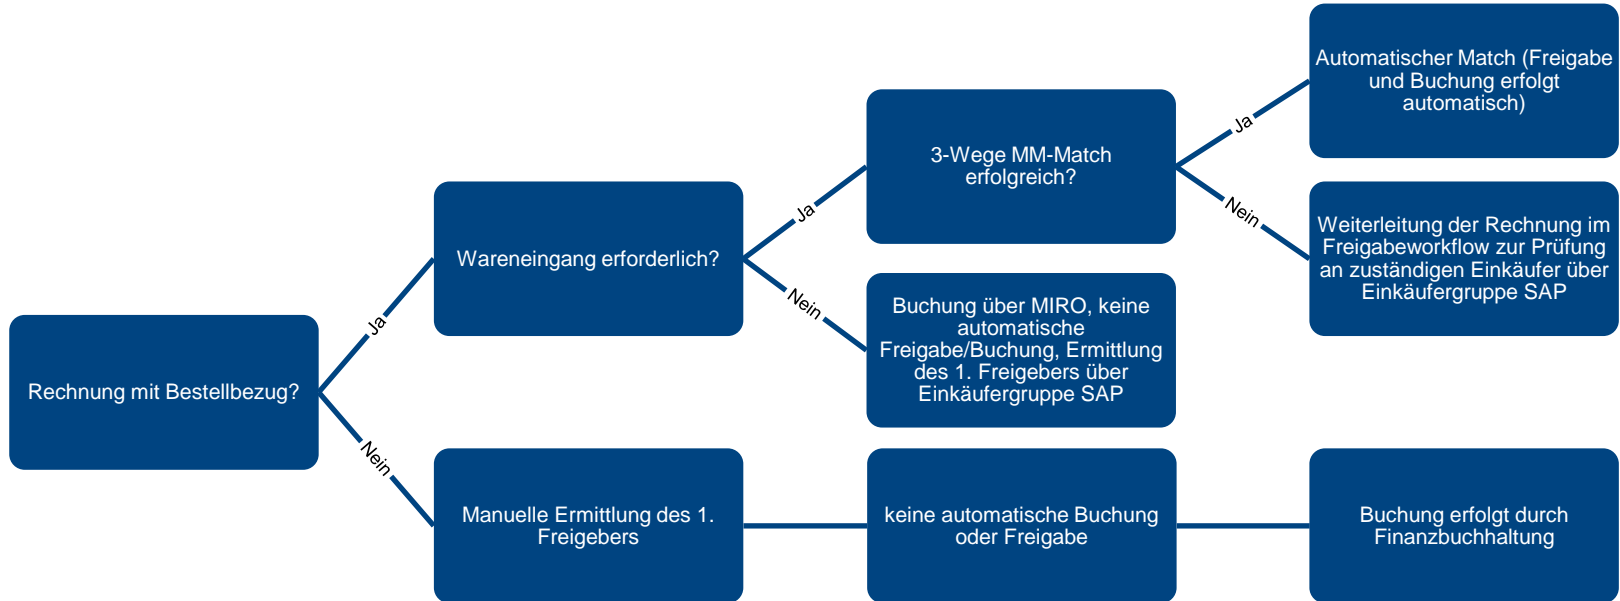 Rechnung mit Bestellbezug?
Ja
Nein
Wareneingang erforderlich?
Ja
Nein
3-Wege MM-Match
erfolgreich?
Ja
Nein
Automatischer Match (Freigabe
und Buchung erfolgt
automatisch)
Weiterleitung der Rechnung im
Freigabeworkflow zur Prüfung
an zuständigen Einkäufer über
Einkäufergruppe SAP
Buchung über MIRO, keine
automatische
Freigabe/Buchung, Ermittlung
des 1. Freigebers über
Einkäufergruppe SAP
Manuelle Ermittlung des 1.
Freigebers
keine automatische Buchung
oder Freigabe
Buchung erfolgt durch
Finanzbuchhaltung